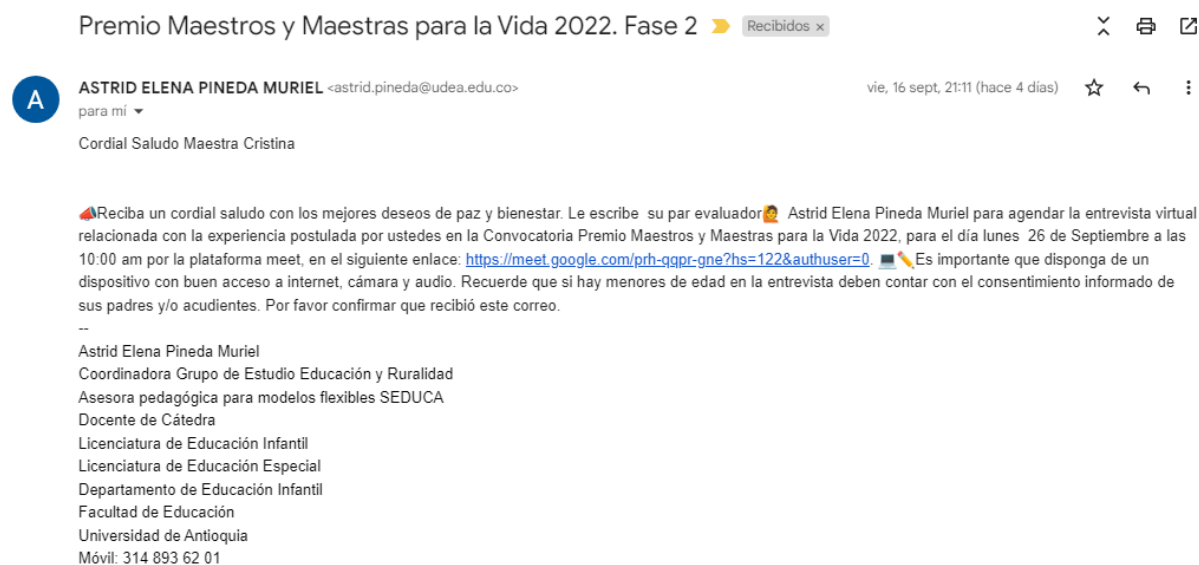 Premio Maestros y Maestras para la Vida 2022. Fase 2 Recibidos ×
A
ASTRID ELENA PINEDA MURIEL <astrid.pineda@udea.edu.co> vie, 16 sept, 21:11 (hace 4 días)
para mí
Cordial Saludo Maestra Cristina
📣Reciba un cordial saludo con los mejores deseos de paz y bienestar. Le escribe su par evaluador🙋 Astrid Elena Pineda Muriel para agendar la entrevista virtual
relacionada con la experiencia postulada por ustedes en la Convocatoria Premio Maestros y Maestras para la Vida 2022, para el día lunes 26 de Septiembre a las
10:00 am por la plataforma meet, en el siguiente enlace: https://meet.google.com/prh-qqpr-gne?hs=122&authuser=0. 💻✏️Es importante que disponga de un
dispositivo con buen acceso a internet, cámara y audio. Recuerde que si hay menores de edad en la entrevista deben contar con el consentimiento informado de
sus padres y/o acudientes. Por favor confirmar que recibió este correo.
--
Astrid Elena Pineda Muriel
Coordinadora Grupo de Estudio Educación y Ruralidad
Asesora pedagógica para modelos flexibles SEDUCA
Docente de Cátedra
Licenciatura de Educación Infantil
Licenciatura de Educación Especial
Departamento de Educación Infantil
Facultad de Educación
Universidad de Antioquia
Móvil: 314 893 62 01